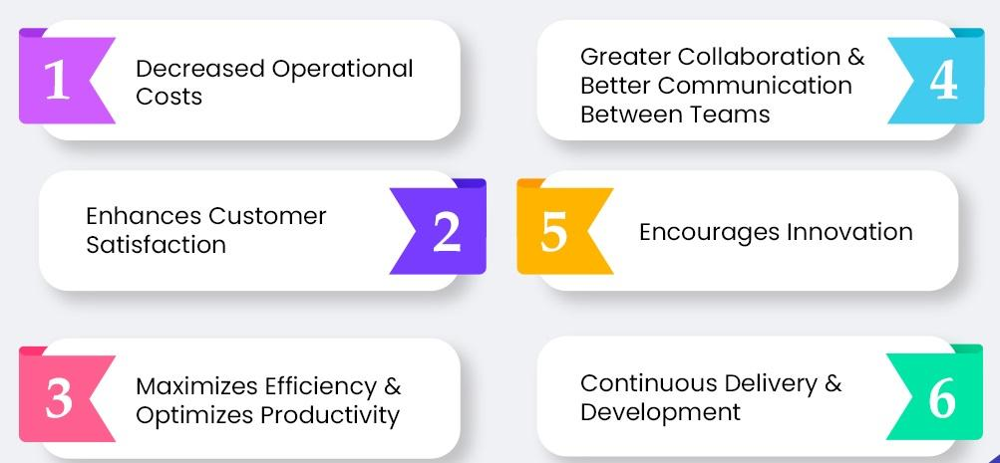 1
Decreased Operational
Costs
2
Enhances Customer
Satisfaction
3
Maximizes Efficiency &
Optimizes Productivity
4
Greater Collaboration &
Better Communication
Between Teams
5
Encourages Innovation
6
Continuous Delivery &
Development